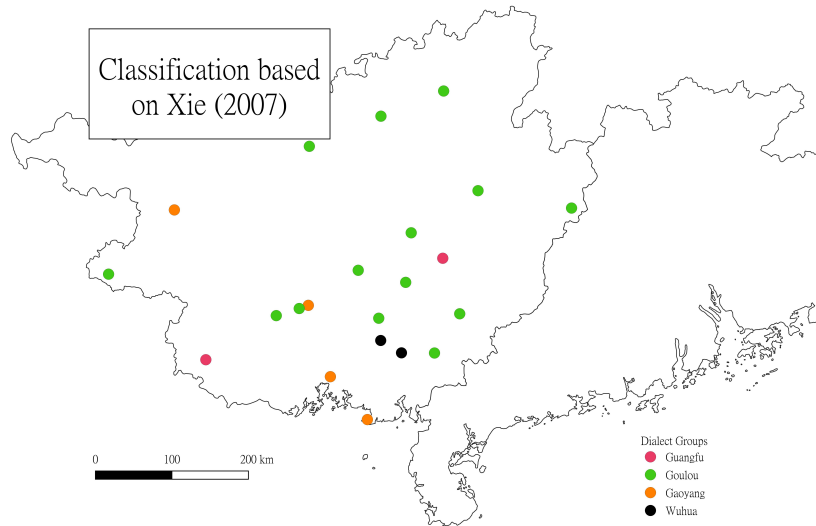 Classification based
on Xie (2007)
0 100 200 km
Dialect Groups
Guangfu
Goulou
Gaoyang
Wuhua